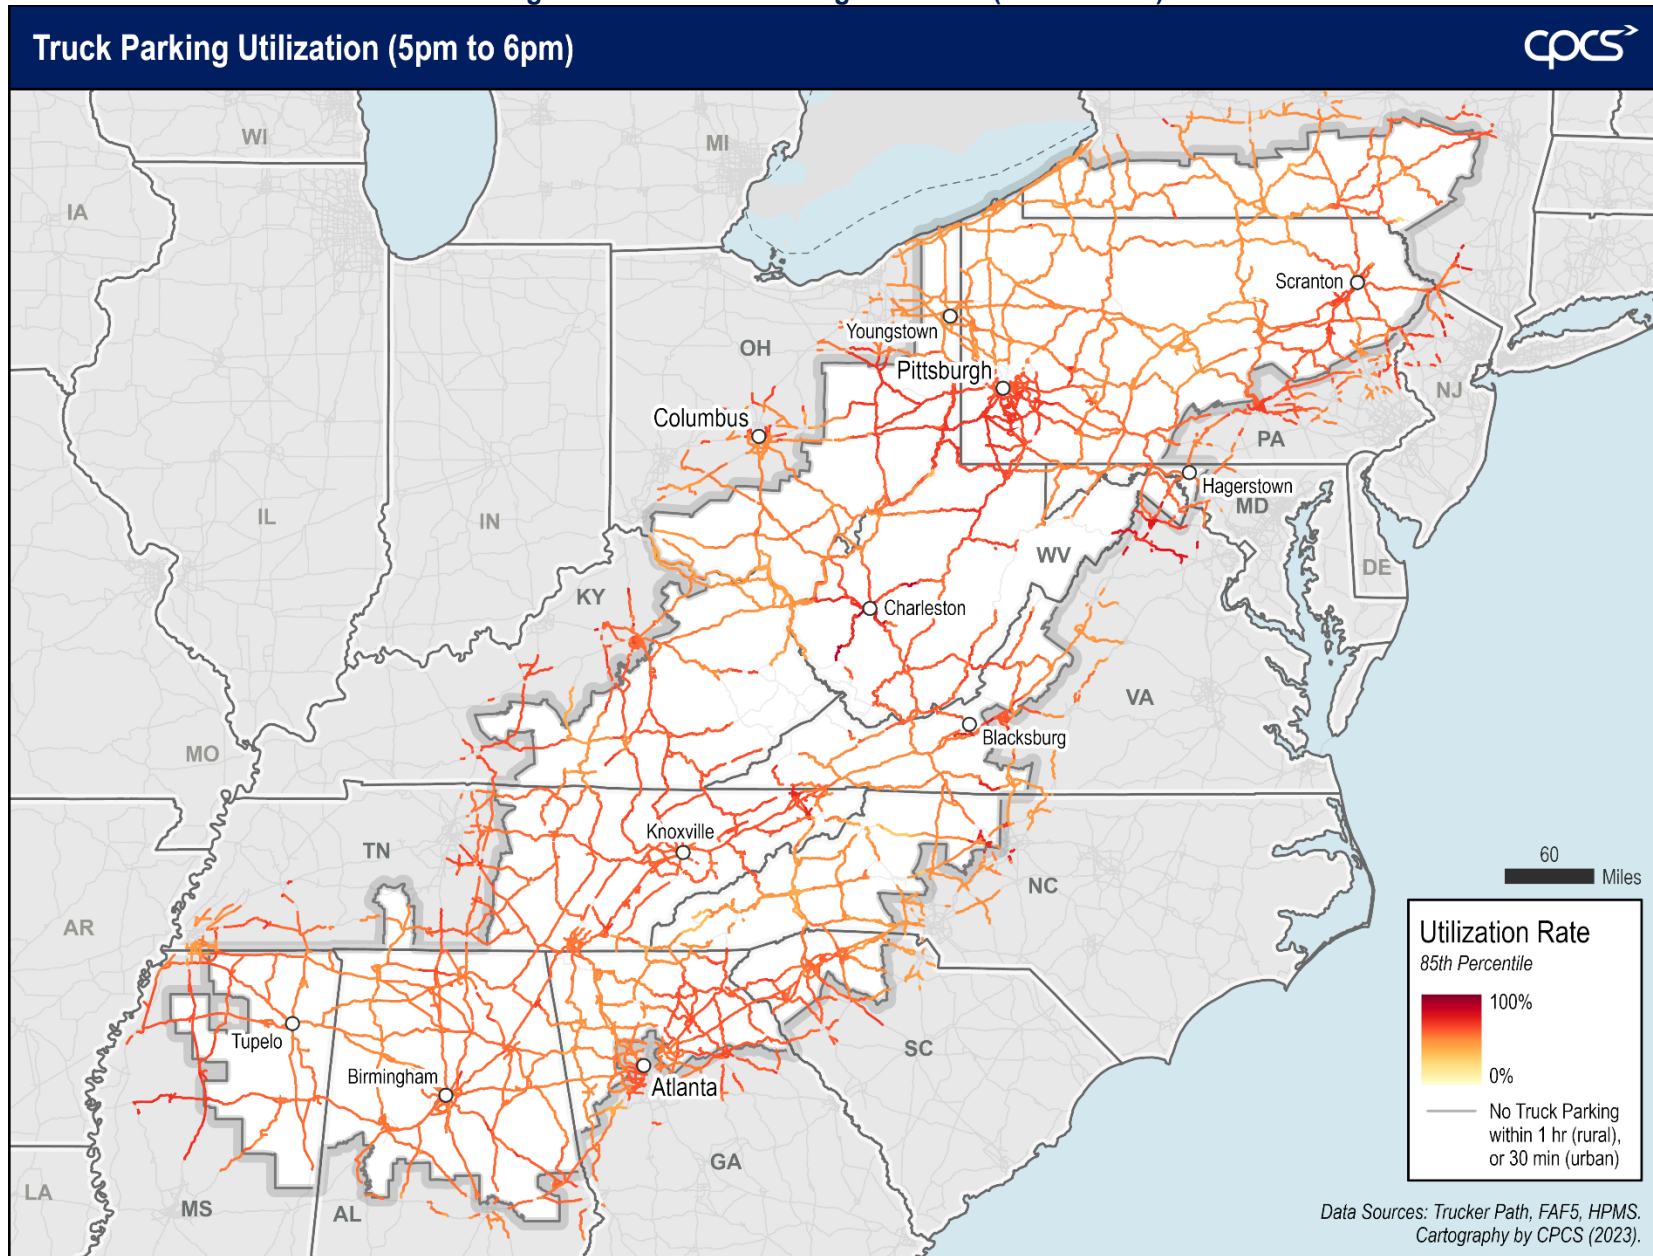 Truck Parking Utilization (5pm to 6pm)
cpcs
WI
MI
IA
Scranton
Youngstown
OH
Pittsburgh
NJ
Columbus
PA
Hagerstown
MD
IL
IN
WV
DE
KY
Charleston
VA
Blacksburg
MO
Knoxville
TN
60
Miles
NC
AR
Utilization Rate
85th Percentile
100%
0%
No Truck Parking
within 1 hr (rural),
or 30 min (urban)
Tupelo
SC
Birmingham
Atlanta
GA
LA
MS
AL
Data Sources: Trucker Path, FAF5, HPMS.
Cartography by CPCS (2023).